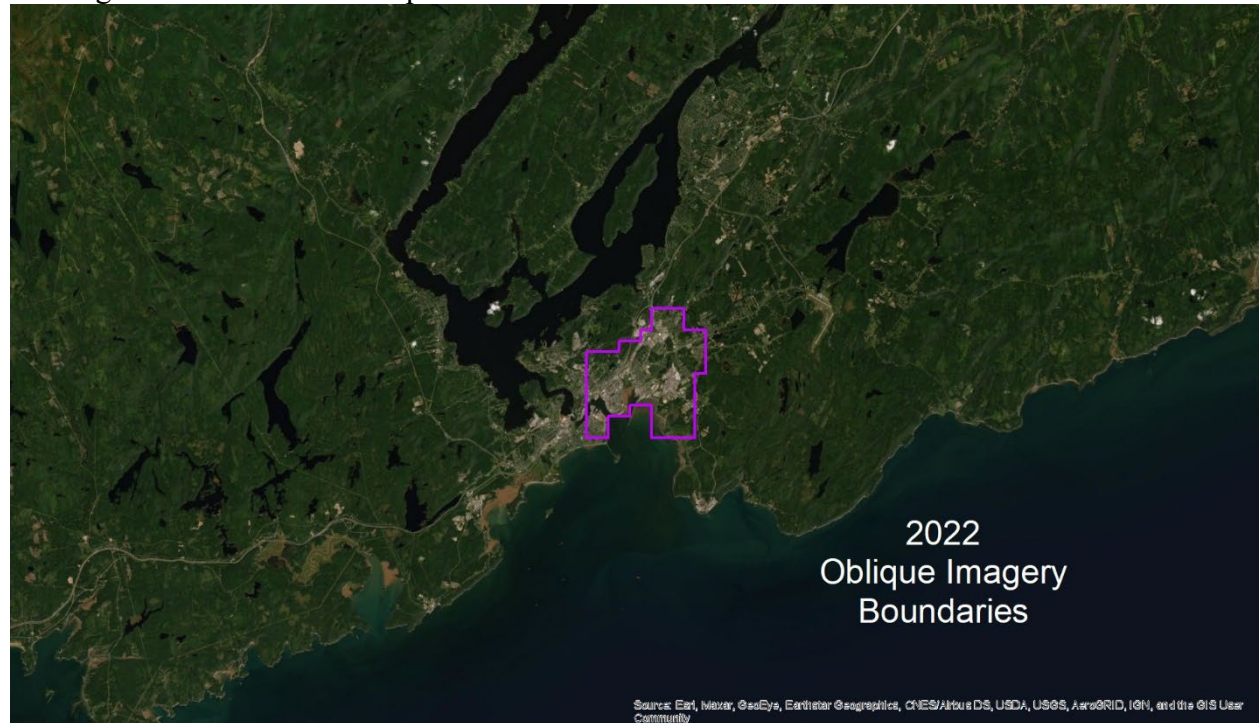 2022
Oblique Imagery
Boundaries
Source: Esri, Maxar, GeoEye, Earthstar Geographics, CNES/Airbus DS, USDA, USGS, AeroGRID, IGN, and the GIS User
Community